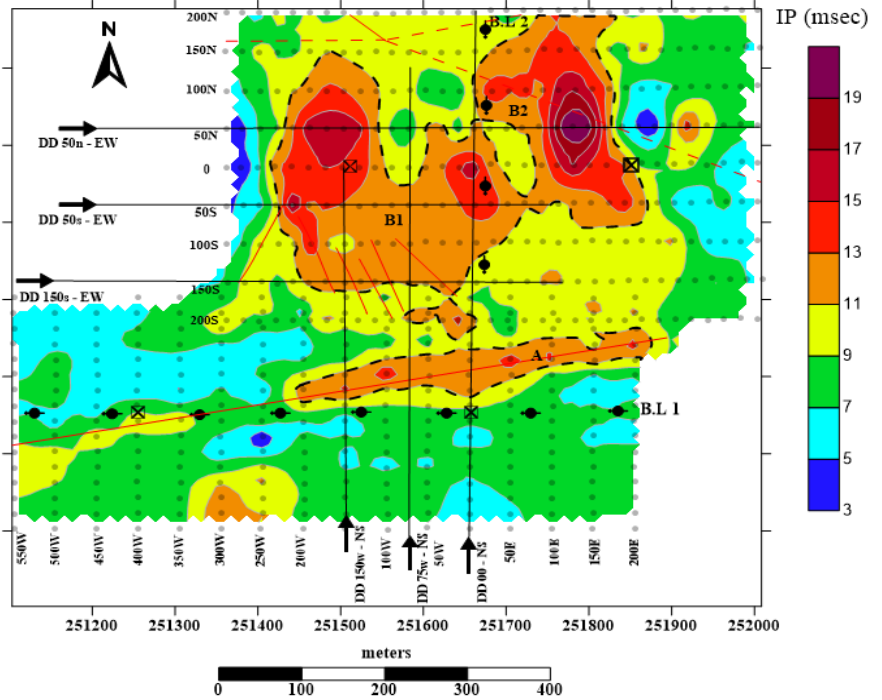 IP (msec)
200N
B.L 2
N
150N
19
100N
B2
17
50N
DD 50n - EW
15
0
DD 50s - EW
50S
B1
13
100S
11
150S
DD 150s - EW
200S
9
A
B.L 1
7
5
3
550W
500W
450W
400W
350W
300W
250W
200W
DD 150w - NS
100W
DD 75w - NS
50W
DD 00 - NS
50E
100E
150E
200E
251200
251300
251400
251500
251600
251700
251800
251900
252000
meters
0
100
200
300
400